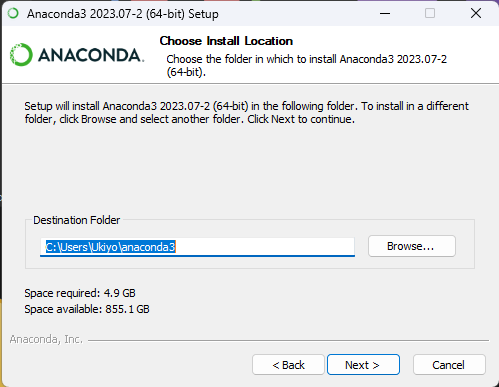 Anaconda3 2023.07-2 (64-bit) Setup
Choose Install Location
ANACONDA.
Choose the folder in which to install Anaconda3 2023.07-2
(64-bit).
Setup will install Anaconda3 2023.07-2 (64-bit) in the following folder. To install in a different
folder, click Browse and select another folder. Click Next to continue.
Destination Folder
C:\Users\Ukiyo\anaconda3
Browse...
Space required: 4.9 GB
Space available: 855.1 GB
Anaconda, Inc.
< Back
Next >
Cancel